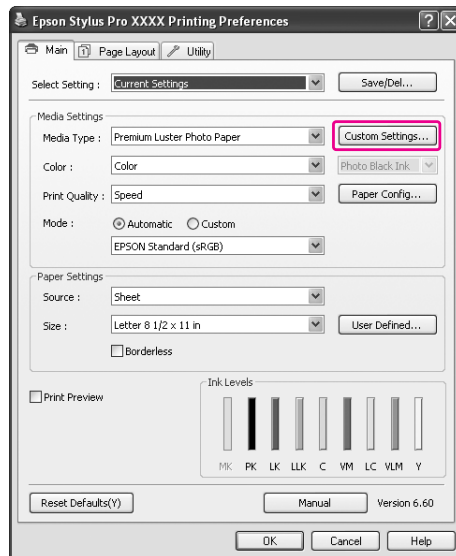 Epson Stylus Pro XXXX Printing Preferences
Main Page Layout Utility
Select Setting : Current Settings Save/Del...
Media Settings
Media Type : Premium Luster Photo Paper Custom Settings...
Color : Color Photo Black Ink
Print Quality : Speed Paper Config...
Mode : Automatic Custom
EPSON Standard (sRGB)
Paper Settings
Source : Sheet
Size : Letter 8 1/2 x 11 in User Defined...
Borderless
Print Preview
Ink Levels
MK PK LK LLK C VM LC VLM Y
Reset Defaults(Y) Manual Version 6.60
OK Cancel Help